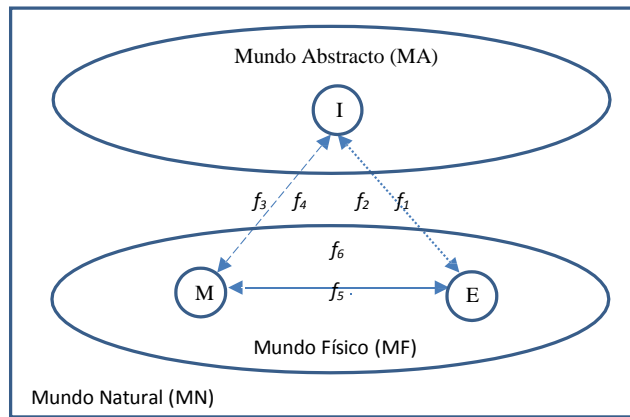 Mundo Abstracto (MA)
I
f3 f4 f2 f1
f6
M f5 . E
Mundo Físico (MF)
Mundo Natural (MN)